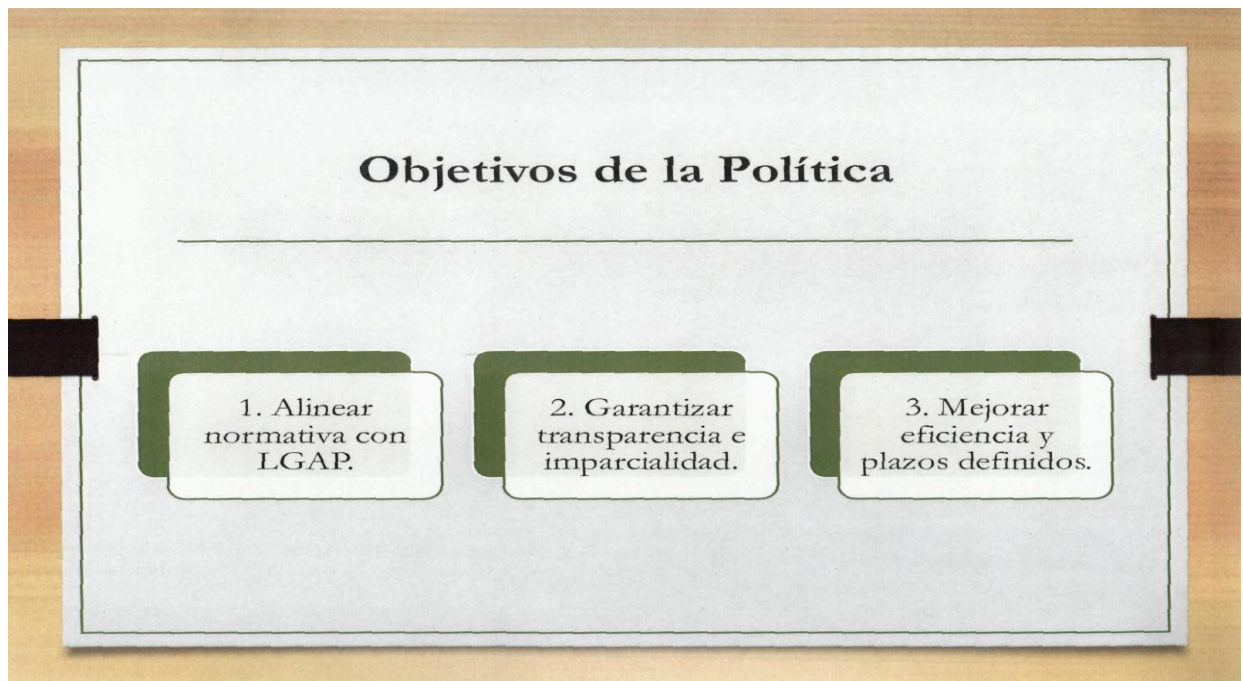 Objetivos de la Política
1. Alinear
normativa con
LGAP.
2. Garantizar
transparencia e
imparcialidad.
3. Mejorar
eficiencia y
plazos definidos.